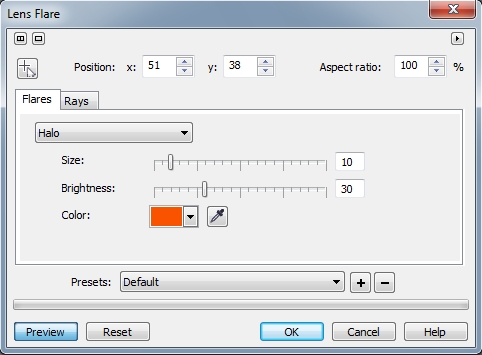 Lens Flare
Position: x: 51 y: 38 Aspect ratio: 100 %
Flares Rays
Halo
Size: 10
Brightness: 30
Color:
Presets: Default
Preview Reset OK Cancel Help